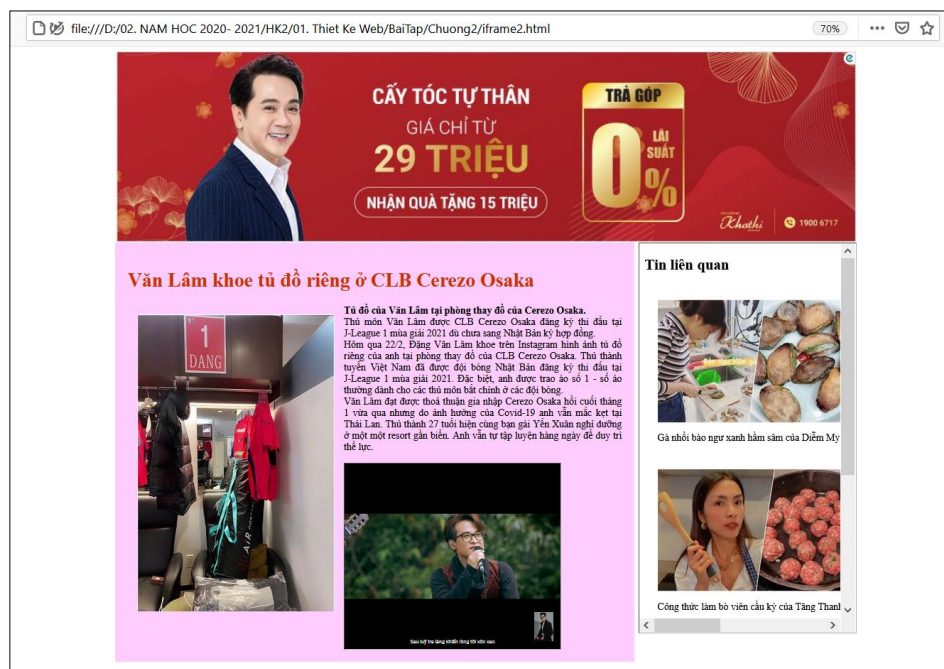 file:///D:/02. NAM HOC 2020- 2021/HK2/01. Thiet Ke Web/BaiTap/Chuong2/iframe2.html
70%
CẤY TÓC TỰ THÂN
GIÁ CHỈ TỪ
29 TRIỆU
NHẬN QUÀ TẶNG 15 TRIỆU
TRẢ GÓP
0%
LÃI
SUẤT
Khothi
1900 6717
Văn Lâm khoe tủ đồ riêng ở CLB Cerezo Osaka
1
DANG
AiR
Tủ đồ của Văn Lâm tại phòng thay đồ của Cerezo Osaka.
Thủ môn Văn Lâm được CLB Cerezo Osaka đăng ký thi đấu tại
J-League 1 mùa giải 2021 dù chưa sang Nhật Bản ký hợp đồng.
Hôm qua 22/2, Đặng Văn Lâm khoe trên Instagram hình ảnh tủ đồ
riêng của anh tại phòng thay đồ của CLB Cerezo Osaka. Thủ thành
tuyển Việt Nam đã được đội bóng Nhật Bản đăng ký thi đấu tại
J-League 1 mùa giải 2021. Đặc biệt, anh được trao áo số 1 - số áo
thường dành cho các thủ môn bắt chính ở các đội bóng.
Văn Lâm đạt được thoả thuận gia nhập Cerezo Osaka hồi cuối tháng
1 vừa qua nhưng do ảnh hưởng của Covid-19 anh vẫn mắc kẹt tại
Thái Lan. Thủ thành 27 tuổi hiện cùng bạn gái Yến Xuân nghỉ dưỡng
ở một một resort gần biển. Anh vẫn tự tập luyện hàng ngày để duy trì
thể lực.
Sau luỹ tre làng khiến lòng tôi xôn xao
Tin liên quan
Gà nhồi bào ngư xanh hầm sâm của Diễm My
Công thức làm bò viên cầu kỳ của Tăng Thanh